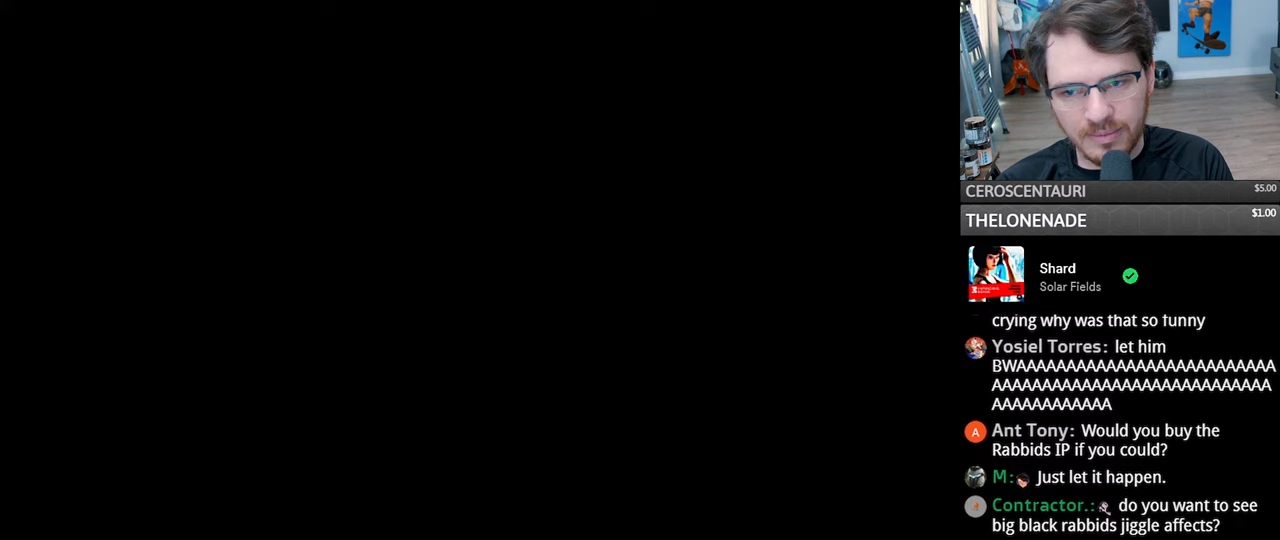 CEROSCENTAURI $5.00
THELONENADE $1.00
Shard
Solar Fields
crying why was that so funny
Yosiel Torres: let him
BWAAAAAAAAAAAAAAAAAAAAAAAAA
AAAAAAAAAAAAAAAAAAAAAAAAAAAA
AAAAAAAAAAAA
A Ant Tony: Would you buy the
Rabbids IP if you could?
M: Just let it happen.
Contractor.: do you want to see
big black rabbids jiggle affects?